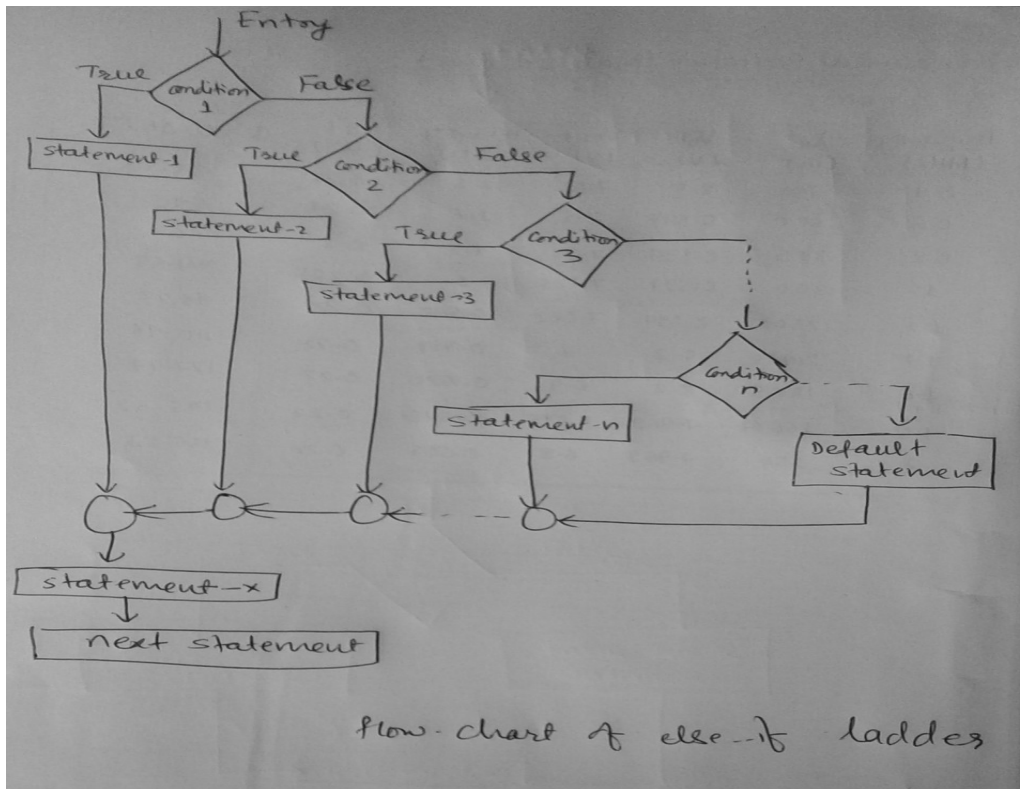 Entry
True
condition
1
False
statement-1
True
condition
2
False
statement-2
True
condition
3
statement-3
condition
n
statement-n
Default
statement
statement-x
next statement
flow-chart of else-if ladder